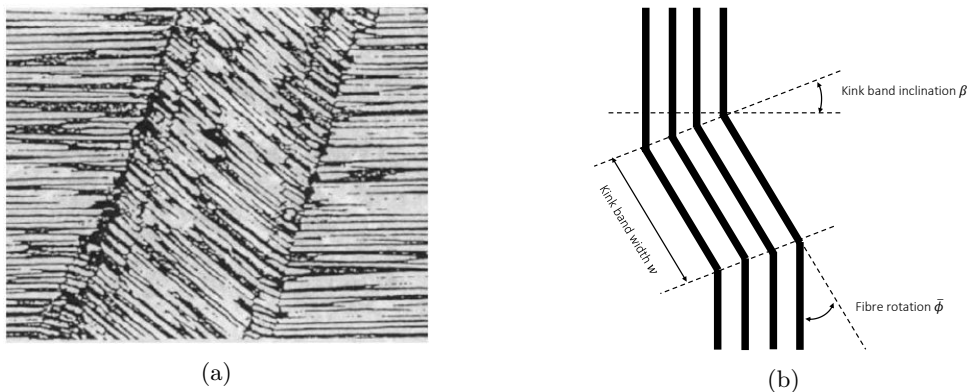 Kink band inclination β
Kink band width w
Fibre rotation ϕ̄
(a)
(b)